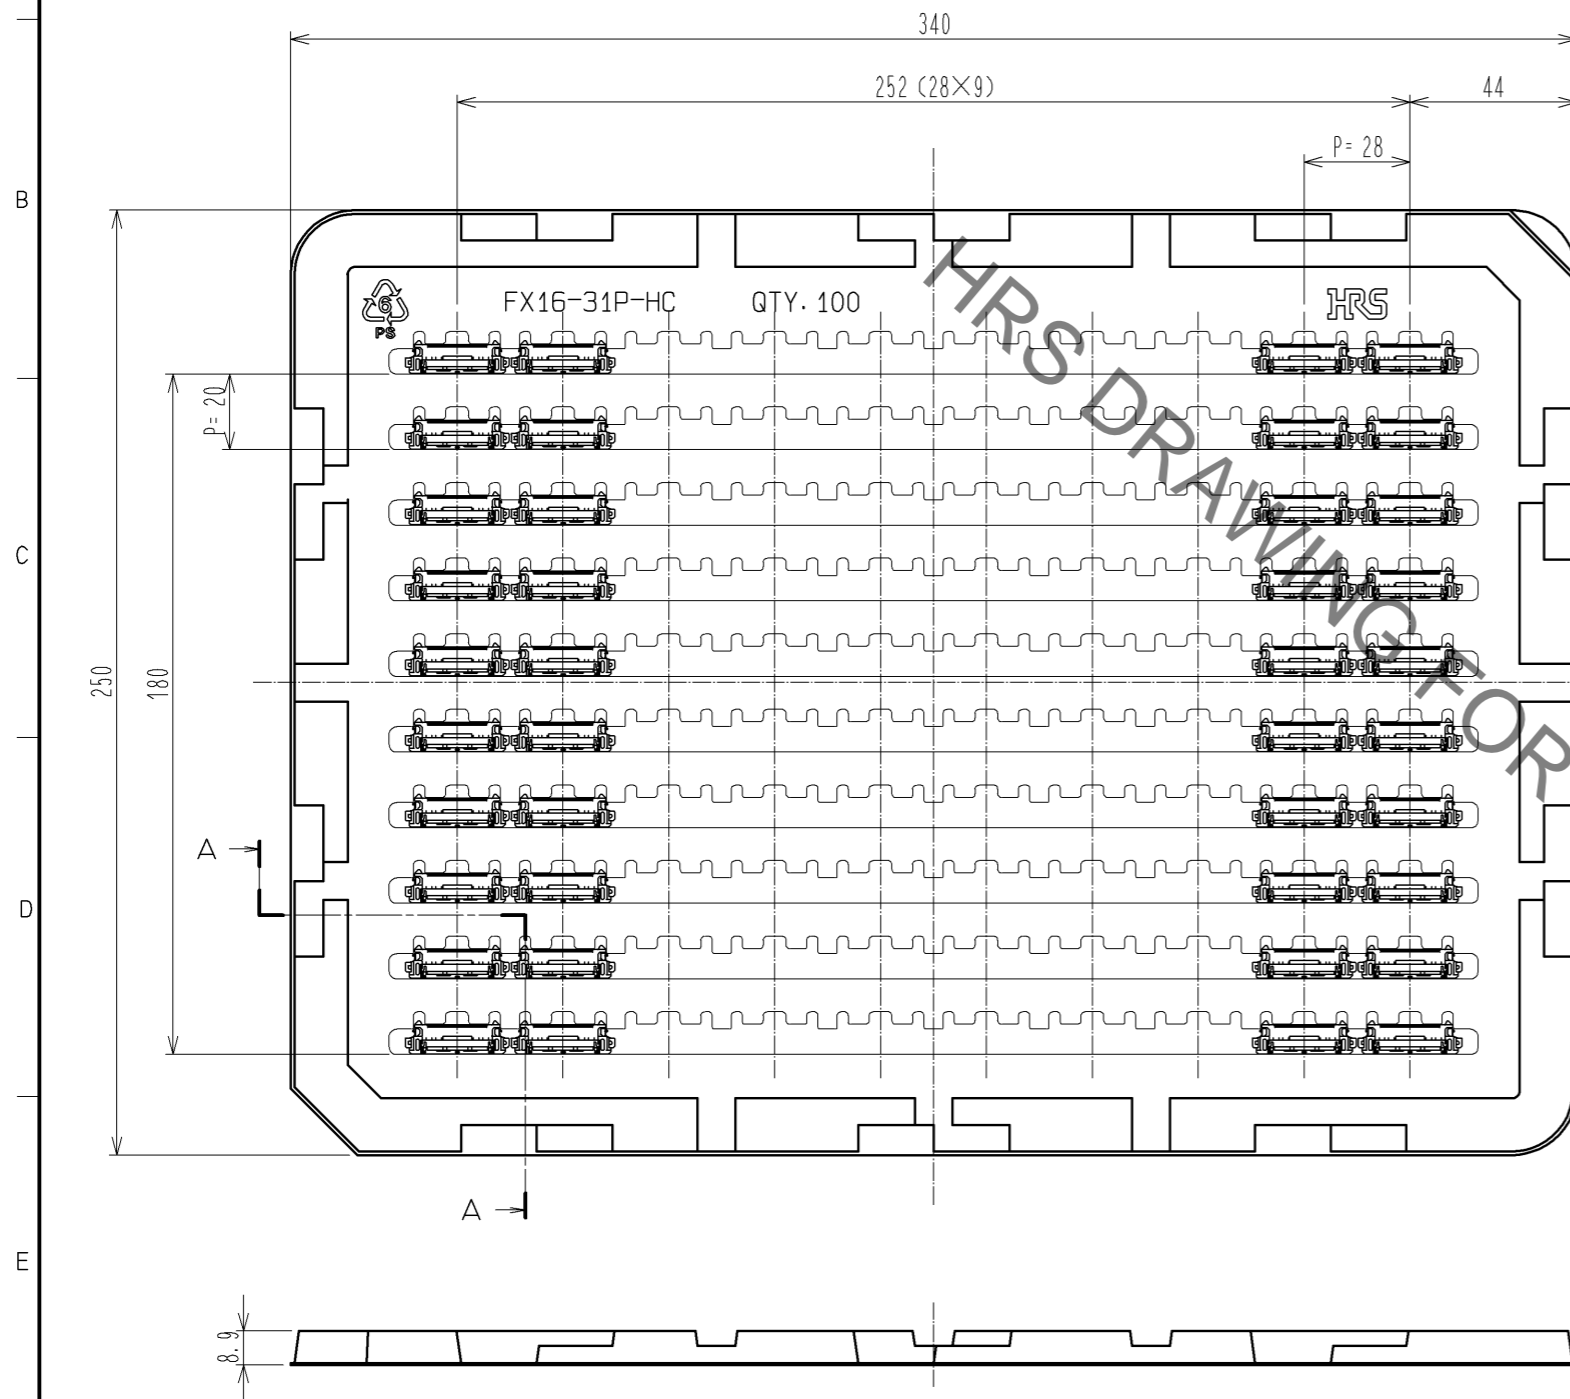 340
252 (28×9)
44
P= 28
B
FX16-31P-HC
QTY. 100
HRS
6
PS
P= 20
C
250
180
HRS DRAWING FOR
A
D
A
E
8.9